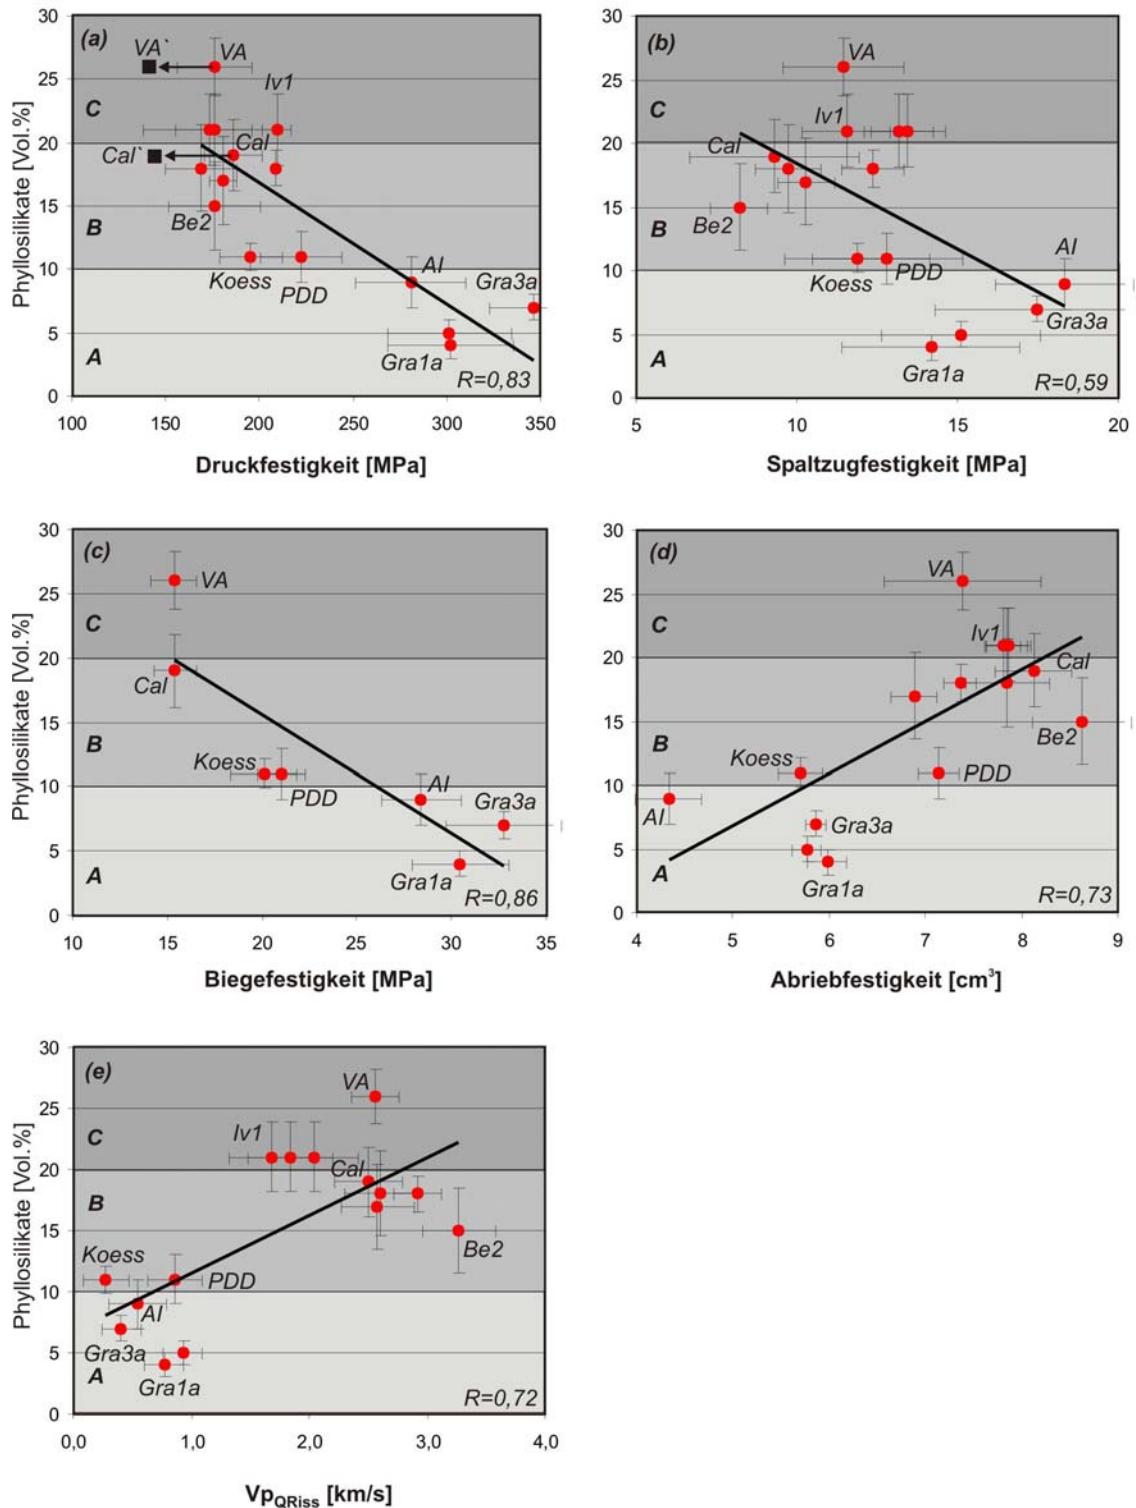 (a)
VA`
VA
Iv1
C
Cal`
Cal
B
Be2
Koess
PDD
Al
Gra3a
A
Gra1a
R=0,83
30
25
20
15
10
5
0
Phyllosilikate [Vol.%]
100
150
200
250
300
350
Druckfestigkeit [MPa]
(b)
VA
C
Iv1
Cal
B
Be2
Koess
PDD
Al
Gra3a
A
Gra1a
R=0,59
30
25
20
15
10
5
0
5
10
15
20
Spaltzugfestigkeit [MPa]
(c)
VA
C
Cal
B
Koess
PDD
Al
Gra3a
A
Gra1a
R=0,86
30
25
20
15
10
5
0
Phyllosilikate [Vol.%]
10
15
20
25
30
35
Biegefestigkeit [MPa]
(d)
VA
C
Iv1
Cal
B
Be2
Koess
PDD
Al
Gra3a
A
Gra1a
R=0,73
30
25
20
15
10
5
0
4
5
6
7
8
9
Abriebfestigkeit [cm³]
(e)
VA
C
Iv1
Cal
B
Be2
Koess
PDD
Al
Gra3a
A
Gra1a
R=0,72
30
25
20
15
10
5
0
Phyllosilikate [Vol.%]
0,0
1,0
2,0
3,0
4,0
Vp_QRiss [km/s]